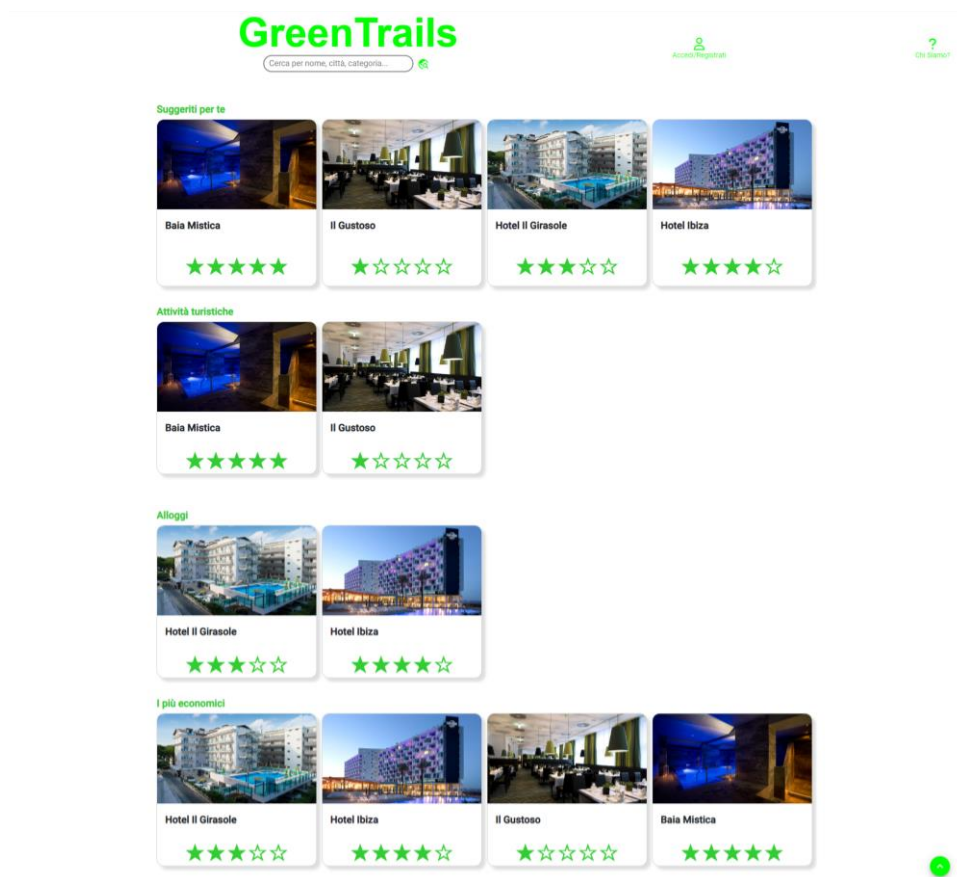 GreenTrails
Cerca per nome, città, categoria...
Accedi/Registrati
?
Chi Siamo?
Suggeriti per te
Baia Mistica
Il Gustoso
Hotel Il Girasole
Hotel Ibiza
Attività turistiche
Baia Mistica
Il Gustoso
Alloggi
Hotel Il Girasole
Hotel Ibiza
I più economici
Hotel Il Girasole
Hotel Ibiza
Il Gustoso
Baia Mistica